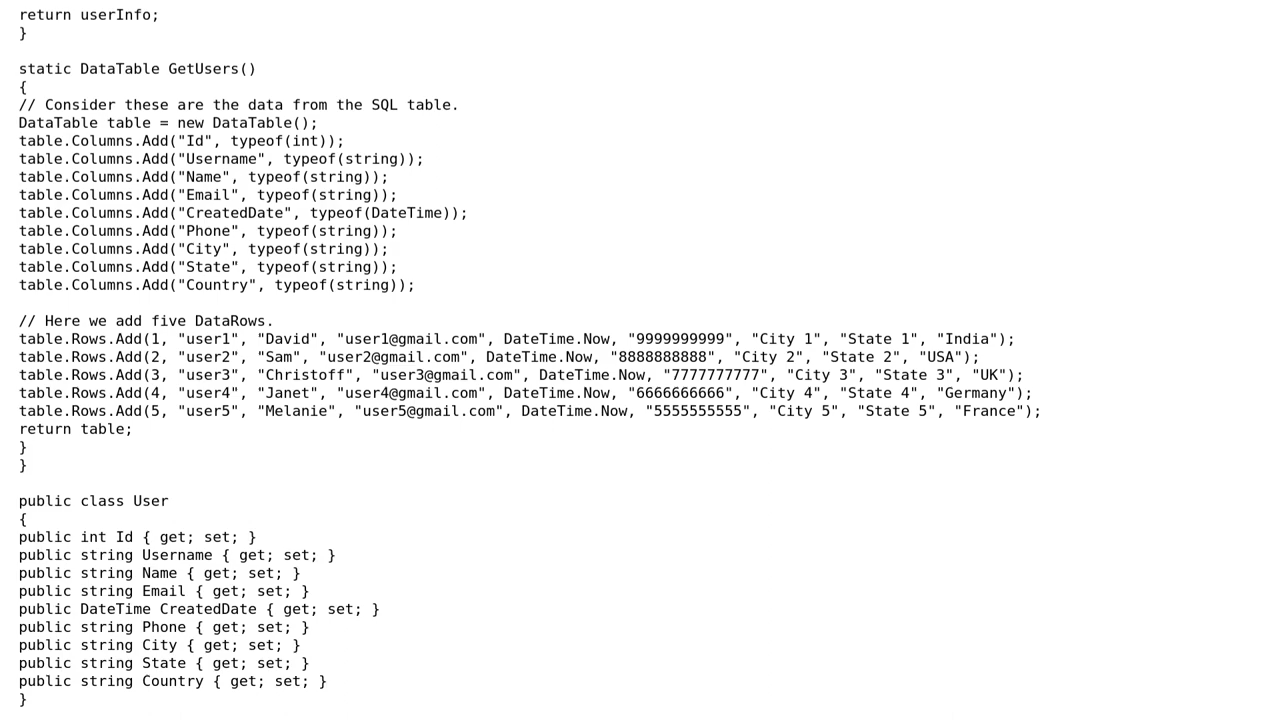 return userInfo;
}
static DataTable GetUsers()
{
// Consider these are the data from the SQL table.
DataTable table = new DataTable();
table.Columns.Add("Id", typeof(int));
table.Columns.Add("Username", typeof(string));
table.Columns.Add("Name", typeof(string));
table.Columns.Add("Email", typeof(string));
table.Columns.Add("CreatedDate", typeof(DateTime));
table.Columns.Add("Phone", typeof(string));
table.Columns.Add("City", typeof(string));
table.Columns.Add("State", typeof(string));
table.Columns.Add("Country", typeof(string));
// Here we add five DataRows.
table.Rows.Add(1, "user1", "David", "user1@gmail.com", DateTime.Now, "9999999999", "City 1", "State 1", "India");
table.Rows.Add(2, "user2", "Sam", "user2@gmail.com", DateTime.Now, "8888888888", "City 2", "State 2", "USA");
table.Rows.Add(3, "user3", "Christoff", "user3@gmail.com", DateTime.Now, "7777777777", "City 3", "State 3", "UK");
table.Rows.Add(4, "user4", "Janet", "user4@gmail.com", DateTime.Now, "6666666666", "City 4", "State 4", "Germany");
table.Rows.Add(5, "user5", "Melanie", "user5@gmail.com", DateTime.Now, "5555555555", "City 5", "State 5", "France");
return table;
}
}
public class User
{
public int Id { get; set; }
public string Username { get; set; }
public string Name { get; set; }
public string Email { get; set; }
public DateTime CreatedDate { get; set; }
public string Phone { get; set; }
public string City { get; set; }
public string State { get; set; }
public string Country { get; set; }
}